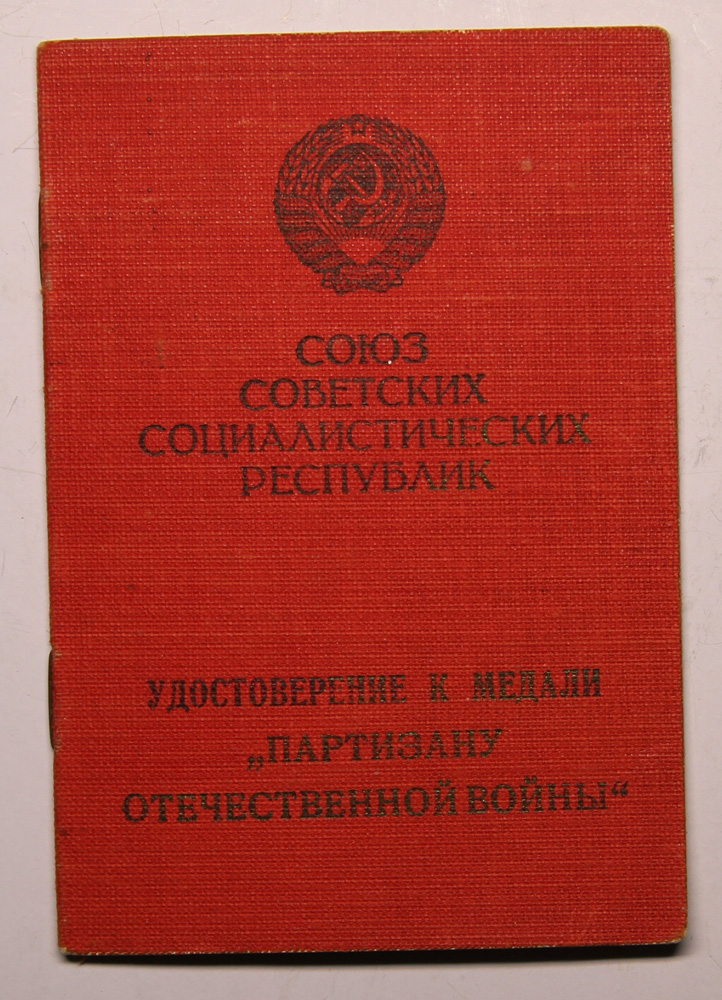 СОЮЗ
СОВЕТСКИХ
СОЦИАЛИСТИЧЕСКИХ
РЕСПУБЛИК
УДОСТОВЕРЕНИЕ К МЕДАЛИ
„ПАРТИЗАНУ
ОТЕЧЕСТВЕННОЙ ВОЙНЫ“